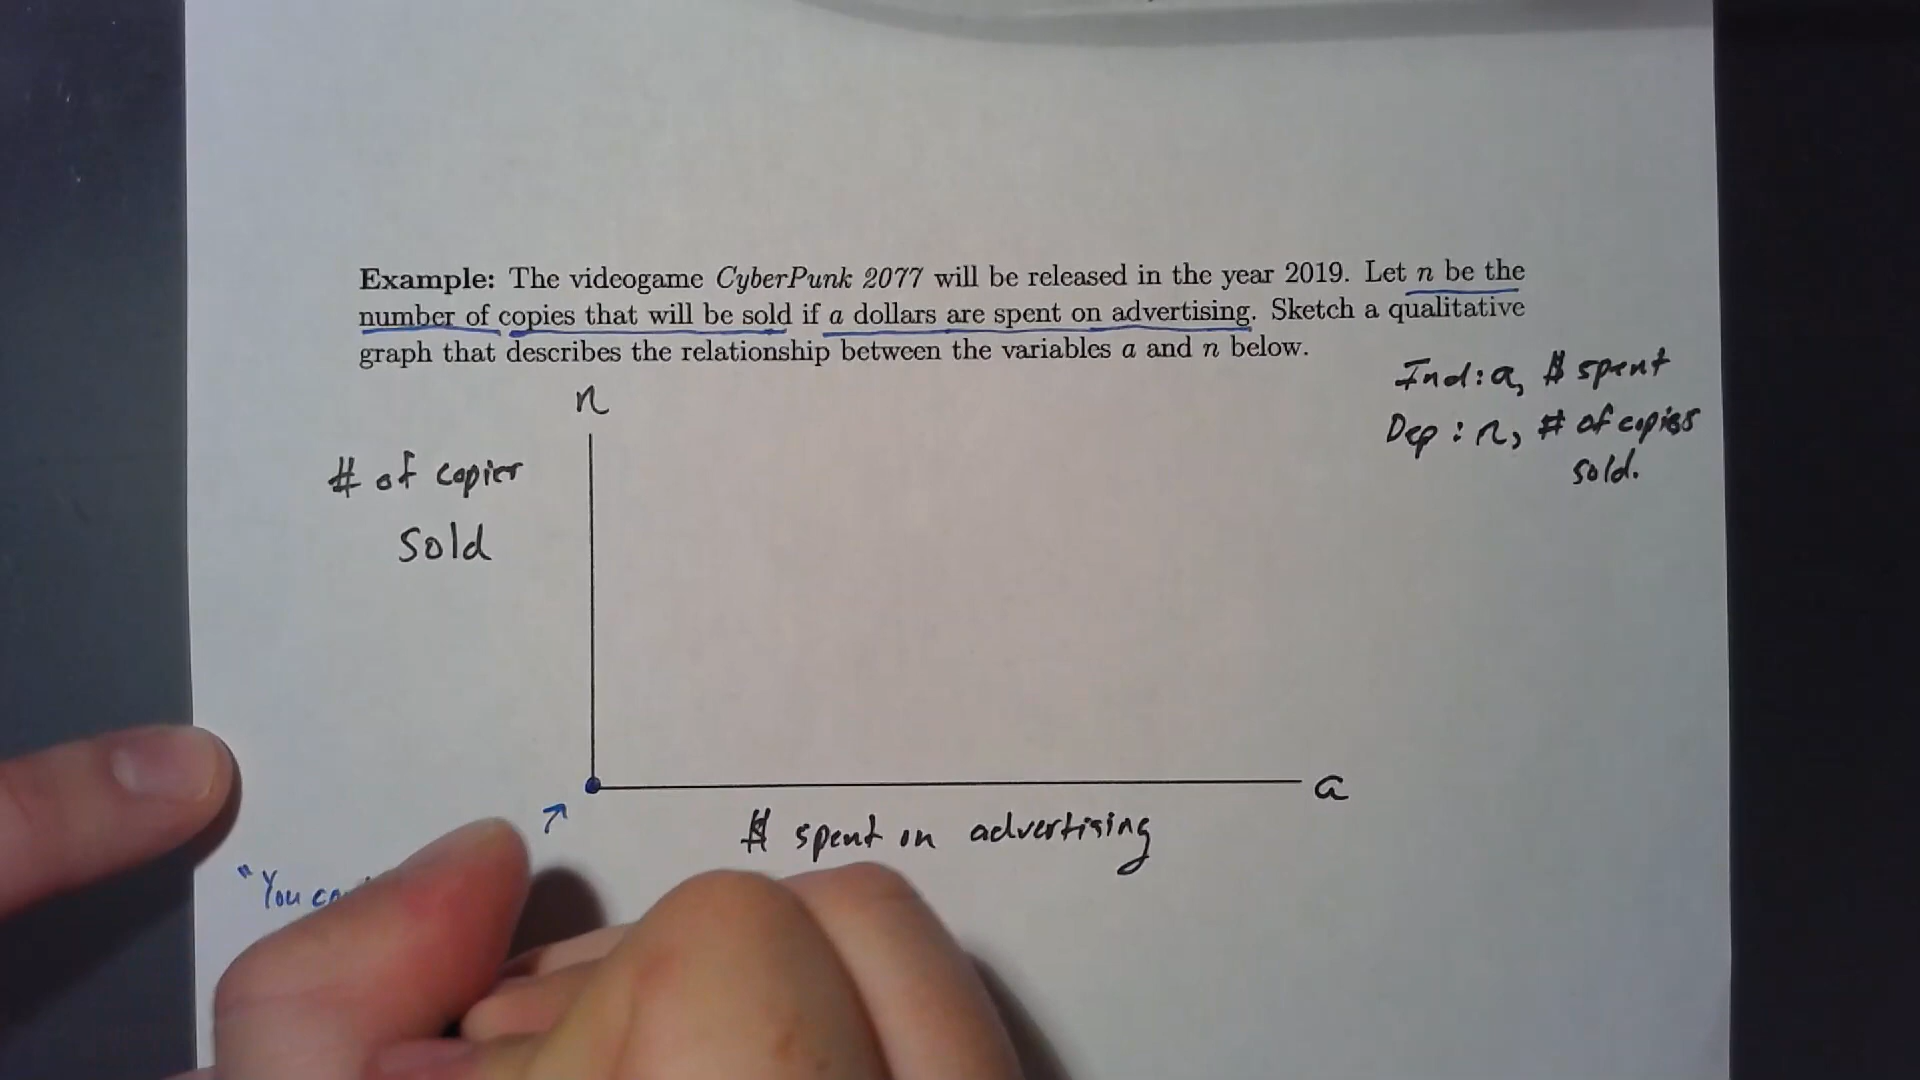 Example: The videogame CyberPunk 2077 will be released in the year 2019. Let n be the
number of copies that will be sold if a dollars are spent on advertising. Sketch a qualitative
graph that describes the relationship between the variables a and n below.
Ind: a, $ spent
Dep: n, # of copies
sold.
n
# of copies
sold
a
$ spent on advertising
"You